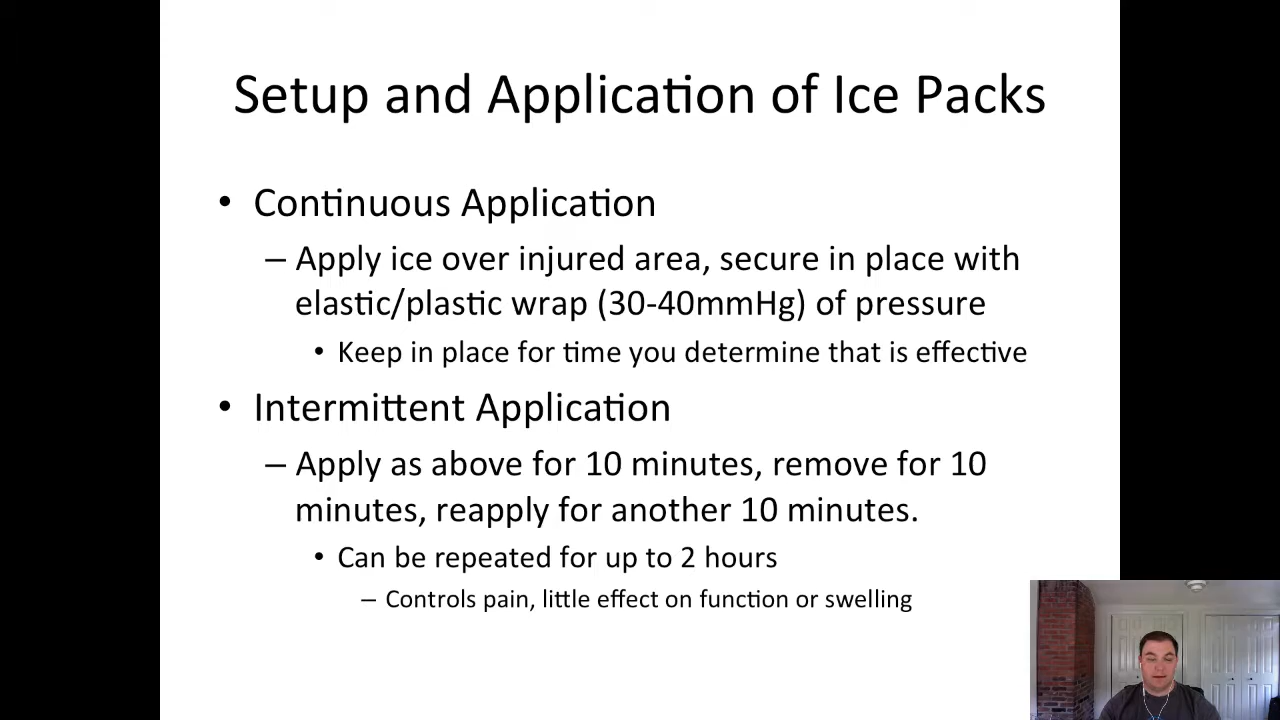 Setup and Application of Ice Packs
• Continuous Application
– Apply ice over injured area, secure in place with
elastic/plastic wrap (30-40mmHg) of pressure
• Keep in place for time you determine that is effective
• Intermittent Application
– Apply as above for 10 minutes, remove for 10
minutes, reapply for another 10 minutes.
• Can be repeated for up to 2 hours
– Controls pain, little effect on function or swelling